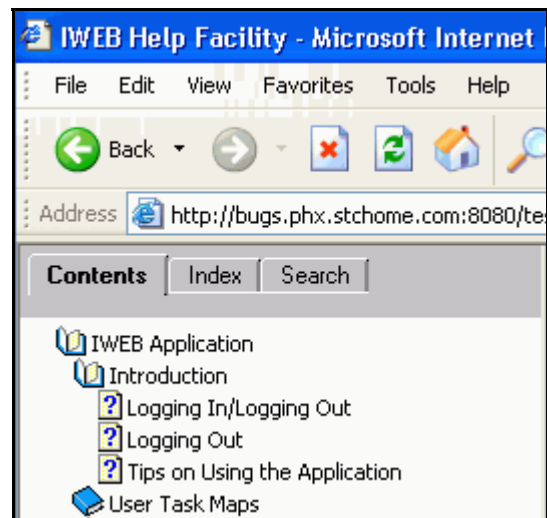 IWEB Help Facility - Microsoft Internet
File Edit View Favorites Tools Help
Back
Address http://bugs.phx.stchome.com:8080/tes
Contents Index Search
IWEB Application
Introduction
Logging In/Logging Out
Logging Out
Tips on Using the Application
User Task Maps